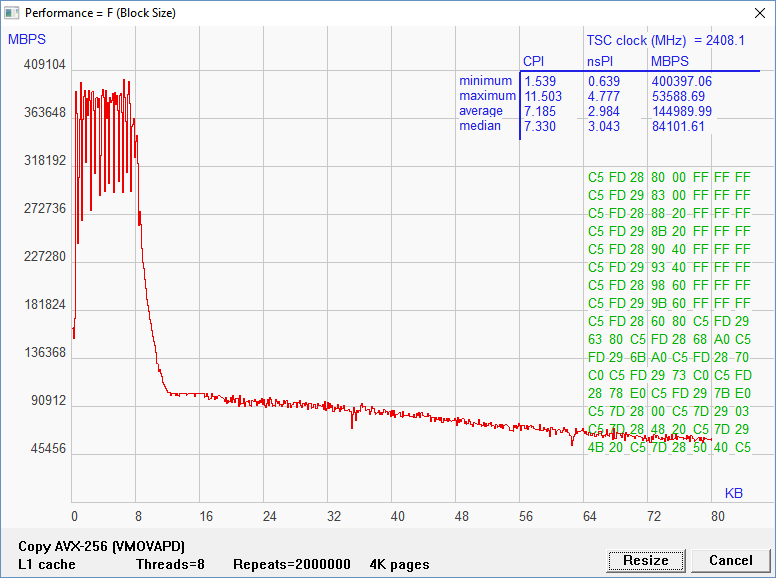 Performance = F (Block Size)
MBPS
TSC clock (MHz) = 2408.1
CPI nsPI MBPS
minimum 1.539 0.639 400397.06
maximum 11.503 4.777 53588.69
average 7.185 2.984 144989.99
median 7.330 3.043 84101.61
409104
363648
318192
272736
227280
181824
136368
90912
45456
C5 FD 28 80 00 FF FF FF
C5 FD 29 83 00 FF FF FF
C5 FD 28 88 20 FF FF FF
C5 FD 29 8B 20 FF FF FF
C5 FD 28 90 40 FF FF FF
C5 FD 29 93 40 FF FF FF
C5 FD 28 98 60 FF FF FF
C5 FD 29 9B 60 FF FF FF
C5 FD 28 60 80 C5 FD 29
63 80 C5 FD 28 68 A0 C5
FD 29 6B A0 C5 FD 28 70
C0 C5 FD 29 73 C0 C5 FD
28 78 E0 C5 FD 29 7B E0
C5 7D 28 00 C5 7D 29 03
C5 7D 28 48 20 C5 7D 29
4B 20 C5 7D 28 50 40 C5
KB
0 8 16 24 32 40 48 56 64 72 80
Copy AVX-256 (VMOVAPD)
L1 cache Threads=8 Repeats=2000000 4K pages
Resize Cancel